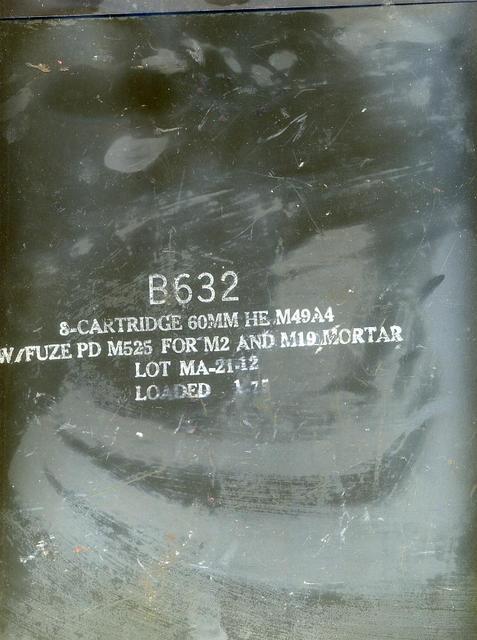 B632
8-CARTRIDGE 60MM HE M49A4
W/FUZE PD M525 FOR M2 AND M19 MORTAR
LOT MA-21-12
LOADED